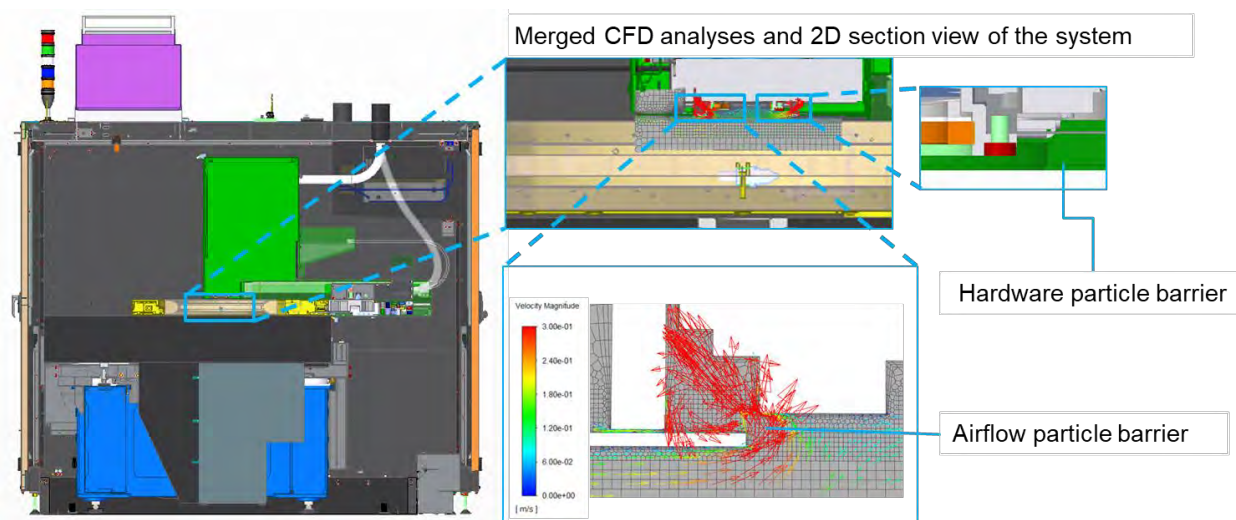 Merged CFD analyses and 2D section view of the system
Hardware particle barrier
Velocity Magnitude
3.00e-01
2.40e-01
1.80e-01
1.20e-01
6.00e-02
0.00e+00
[ m/s ]
Airflow particle barrier